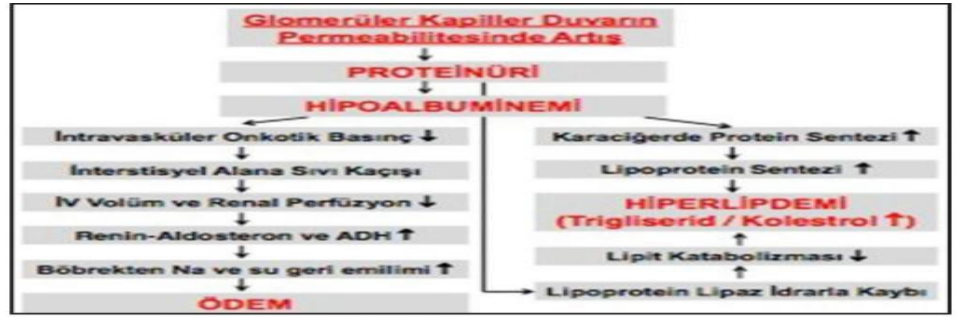 Glomerüler Kapiller Duvarın
Permeabilitesinde Artış
PROTEİNÜRİ
HİPOALBUMİNEMİ
İntravasküler Onkotik Basınç ↓
İnterstisyel Alana Sıvı Kaçışı
İV Volüm ve Renal Perfüzyon ↓
Renin-Aldosteron ve ADH ↑
Böbrekten Na ve su geri emilimi ↑
ÖDEM
Karaciğerde Protein Sentezi ↑
Lipoprotein Sentezi ↑
HİPERLİPDEMİ
(Trigliserid / Kolestrol ↑)
Lipit Katabolizması ↓
Lipoprotein Lipaz İdrarla Kaybı